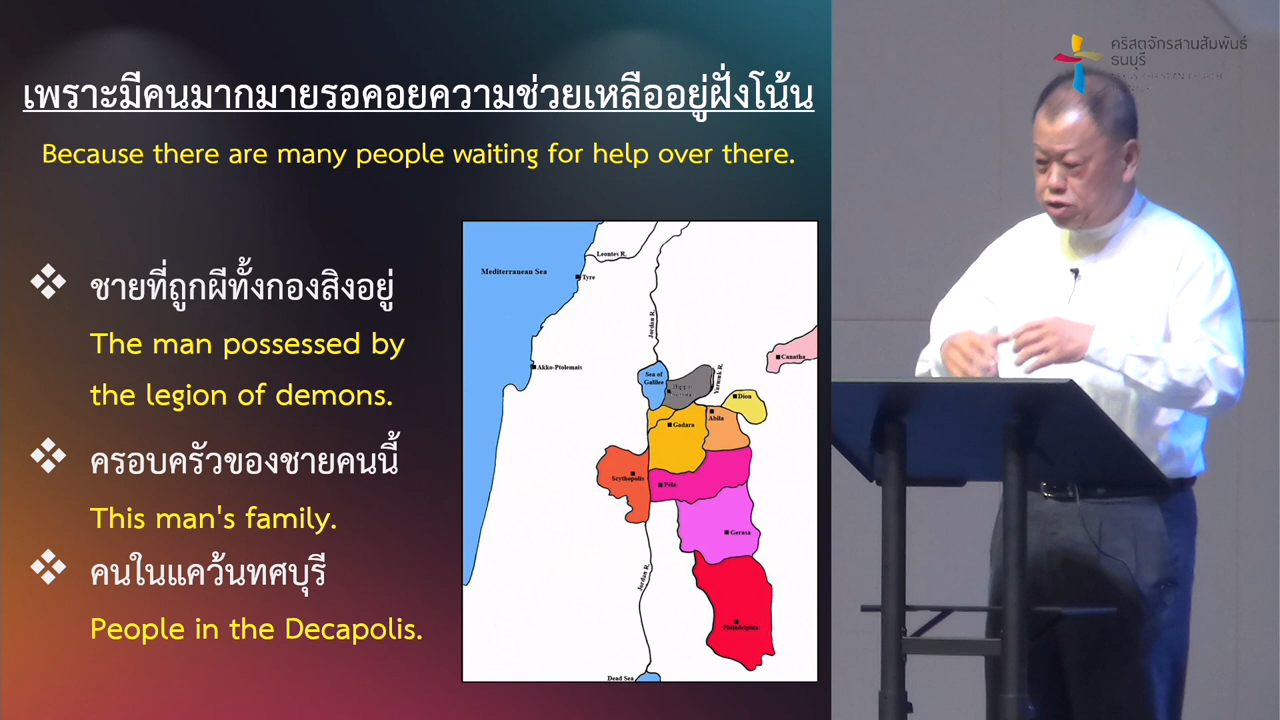 เพราะมีคนมากมายรอคอยความช่วยเหลืออยู่ฝั่งโน้น
Because there are many people waiting for help over there.
ชายที่ถูกผีทั้งกองสิงอยู่
The man possessed by
the legion of demons.
ครอบครัวของชายคนนี้
This man's family.
คนในแคว้นทศบุรี
People in the Decapolis.
Mediterranean Sea
Leontes R.
Tyre
Jordan R.
Canatha
Akko-Ptolemais
Sea of
Galilee
Yarmuk R.
Dion
Abila
Gadara
Scythopolis
Pela
Gerasa
Jordan R.
Philadelphia
Dead Sea
คริสตจักรสานสัมพันธ์
ธนบุรี